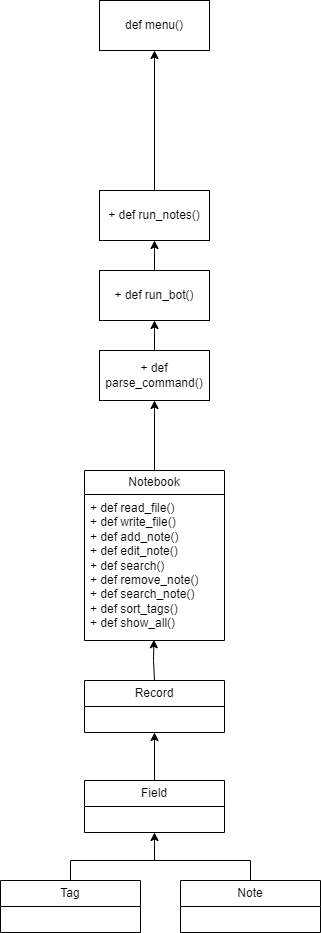 def menu()
+ def run_notes()
+ def run_bot()
+ def
parse_command()
Notebook
+ def read_file()
+ def write_file()
+ def add_note()
+ def edit_note()
+ def search()
+ def remove_note()
+ def search_note()
+ def sort_tags()
+ def show_all()
Record
Field
Tag
Note